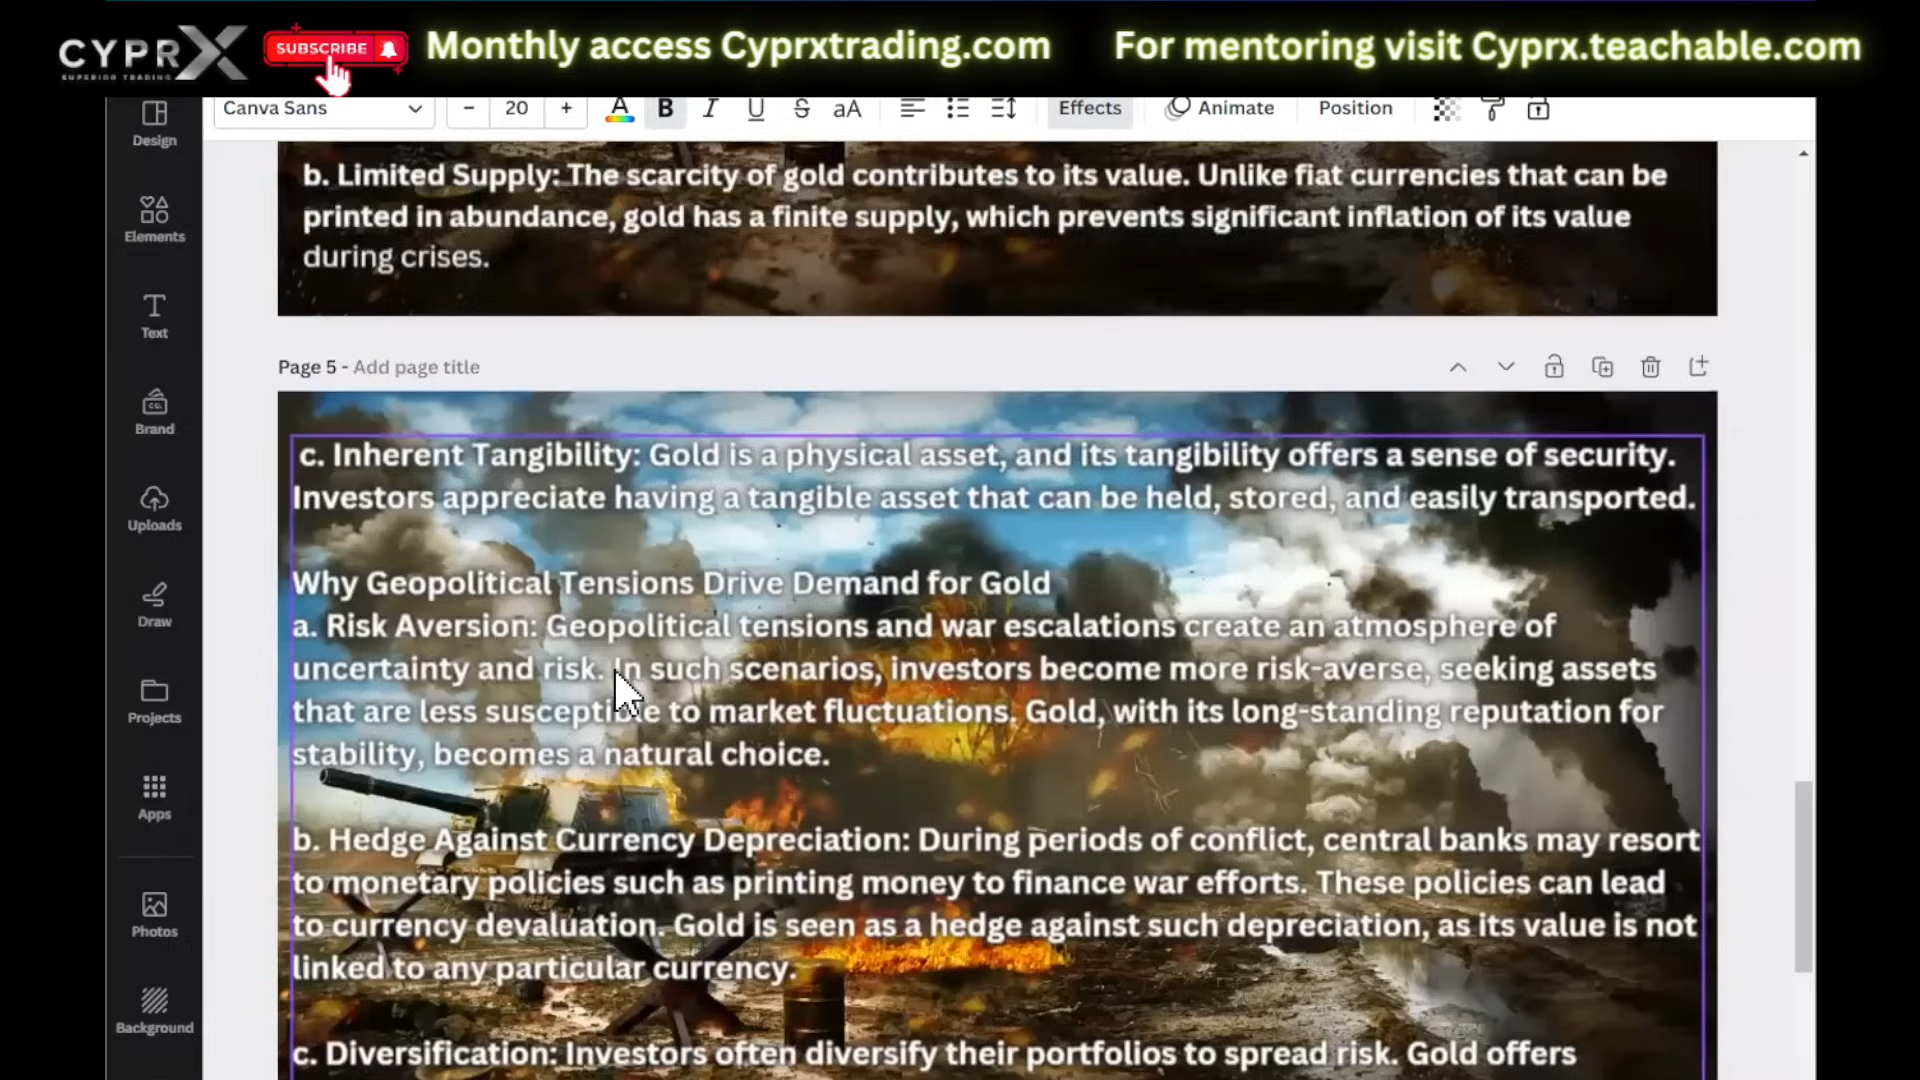 CYPRX
SUPERIOR TRADING
SUBSCRIBE
Monthly access Cyprxtrading.com
For mentoring visit Cyprx.teachable.com
Canva Sans
- 20 +
A B I U S aA
Effects
Animate
Position
Design
Elements
Text
Brand
Uploads
Draw
Projects
Apps
Photos
Background
b. Limited Supply: The scarcity of gold contributes to its value. Unlike fiat currencies that can be
printed in abundance, gold has a finite supply, which prevents significant inflation of its value
during crises.
Page 5 - Add page title
c. Inherent Tangibility: Gold is a physical asset, and its tangibility offers a sense of security.
Investors appreciate having a tangible asset that can be held, stored, and easily transported.
Why Geopolitical Tensions Drive Demand for Gold
a. Risk Aversion: Geopolitical tensions and war escalations create an atmosphere of
uncertainty and risk. In such scenarios, investors become more risk-averse, seeking assets
that are less susceptible to market fluctuations. Gold, with its long-standing reputation for
stability, becomes a natural choice.
b. Hedge Against Currency Depreciation: During periods of conflict, central banks may resort
to monetary policies such as printing money to finance war efforts. These policies can lead
to currency devaluation. Gold is seen as a hedge against such depreciation, as its value is not
linked to any particular currency.
c. Diversification: Investors often diversify their portfolios to spread risk. Gold offers